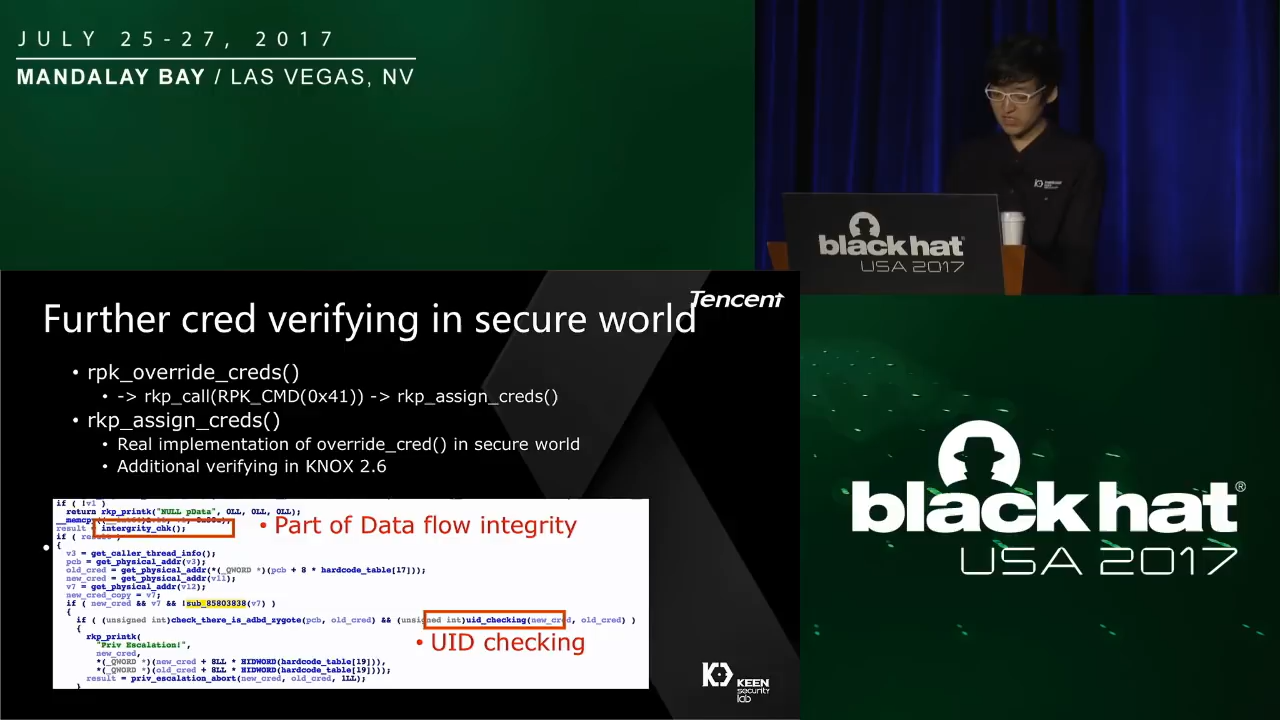 JULY 25-27, 2017
MANDALAY BAY / LAS VEGAS, NV
black hat
USA 2017
Tencent
Further cred verifying in secure world
• rpk_override_creds()
• -> rkp_call(RPK_CMD(0x41)) -> rkp_assign_creds()
• rkp_assign_creds()
• Real implementation of override_cred() in secure world
• Additional verifying in KNOX 2.6
if ( !v1 )
return rkp_printk("NULL pData", 0LL, 0LL, 0LL);
result intergrity_chk();
• Part of Data flow integrity
if ( result )
{
v3 = get_caller_thread_info();
pcb = get_physical_addr(v3);
old_cred = get_physical_addr(*(_QWORD *)(pcb + 8 * hardcode_table[17]));
new_cred = get_physical_addr(v11);
v7 = get_physical_addr(v12);
new_cred_copy = v7;
if ( new_cred && v7 && !sub_85803838(v7) )
{
if ( (unsigned int)check_there_is_adbd_zygote(pcb, old_cred) && (unsigned int)uid_checking(new_cred, old_cred) )
{
• UID checking
rkp_printk(
"Priv Escalation!",
new_cred,
*(_QWORD *)(new_cred + 8LL * HIDWORD(hardcode_table[19])),
*(_QWORD *)(old_cred + 8LL * HIDWORD(hardcode_table[19])));
result = priv_escalation_abort(new_cred, old_cred, 1LL);
}
KEEN
security
lab
black hat®
USA 2017